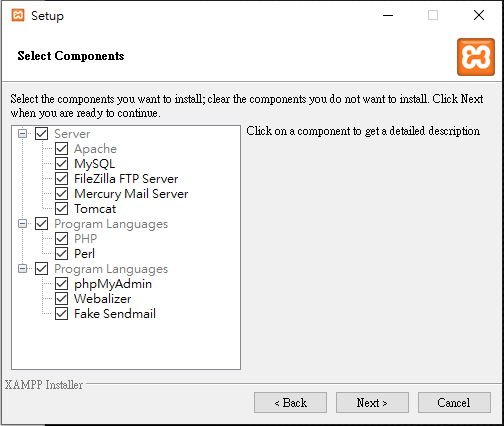 Setup
Select Components
Select the components you want to install; clear the components you do not want to install. Click Next
when you are ready to continue.
Server
Apache
MySQL
FileZilla FTP Server
Mercury Mail Server
Tomcat
Program Languages
PHP
Perl
Program Languages
phpMyAdmin
Webalizer
Fake Sendmail
Click on a component to get a detailed description
XAMPP Installer
< Back
Next >
Cancel